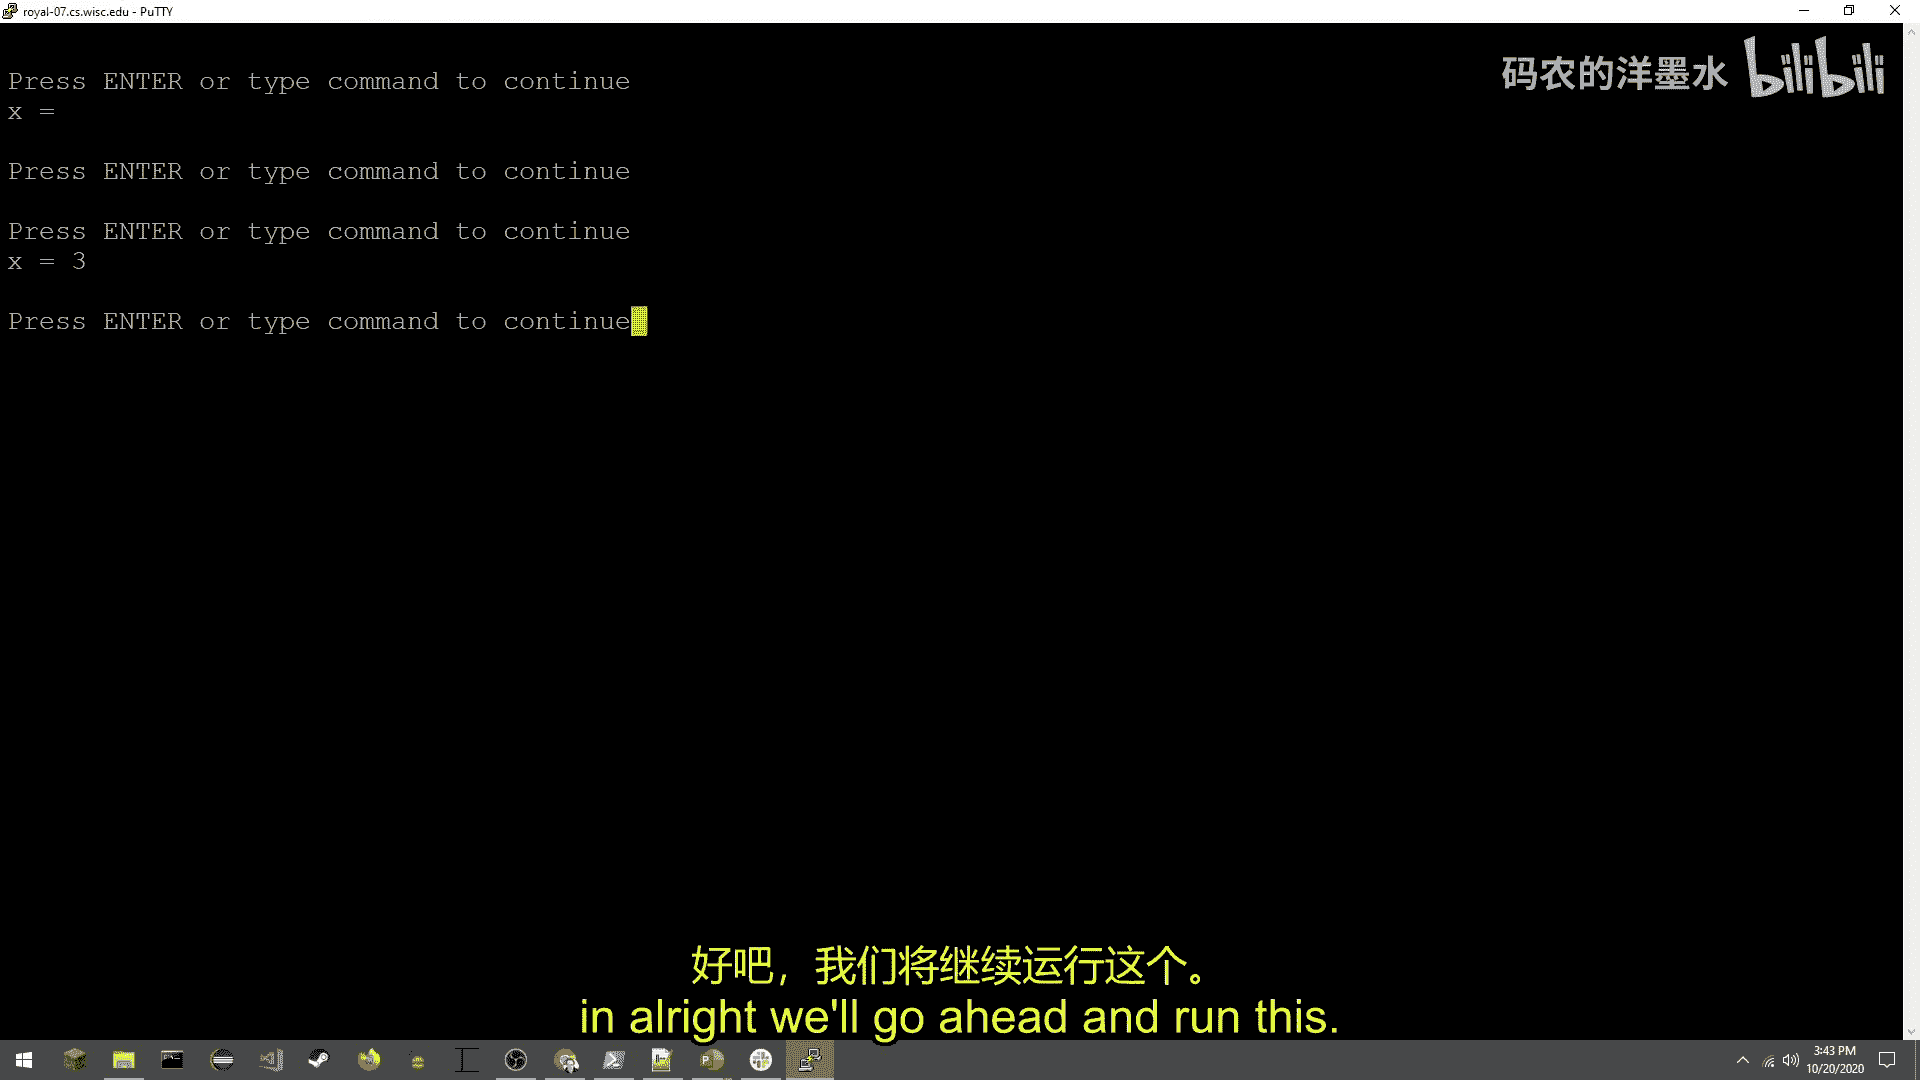 royal-07.cs.wisc.edu - PuTTY
码农的洋墨水 bilibili
Press ENTER or type command to continue
x =
Press ENTER or type command to continue
Press ENTER or type command to continue
x = 3
Press ENTER or type command to continue
好吧，我们将继续运行这个。
in alright we'll go ahead and run this.
3:43 PM
10/20/2020